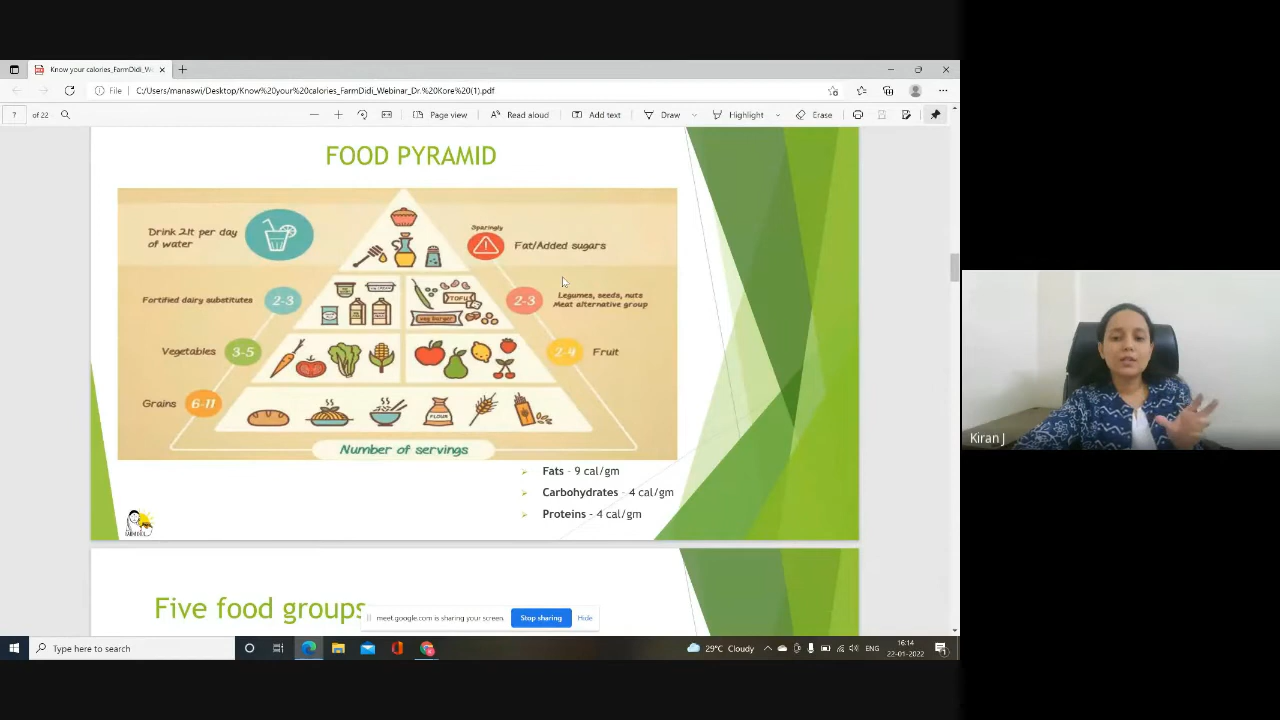 Know your calories_FarmDidi_W
File
C:/Users/manaswi/Desktop/Know%20your%20calories_FarmDidi_Webinar_Dr.%20Kore%20(1).pdf
7 of 22
Page view
Read aloud
Add text
Draw
Highlight
Erase
FOOD PYRAMID
Drink 2lt per day
of water
Sparingly
Fat/Added sugars
Fortified dairy substitutes
2-3
TOFU
Veg Burger
2-3
Legumes, seeds, nuts
Meat alternative group
Vegetables
3-5
2-4
Fruit
Grains
6-11
FLOUR
Number of servings
Fats - 9 cal/gm
Carbohydrates - 4 cal/gm
Proteins - 4 cal/gm
FARMDIDI
Kiran J
Five food groups
meet.google.com is sharing your screen.
Stop sharing
Hide
Type here to search
29°C Cloudy
ENG
16:14
22-01-2022